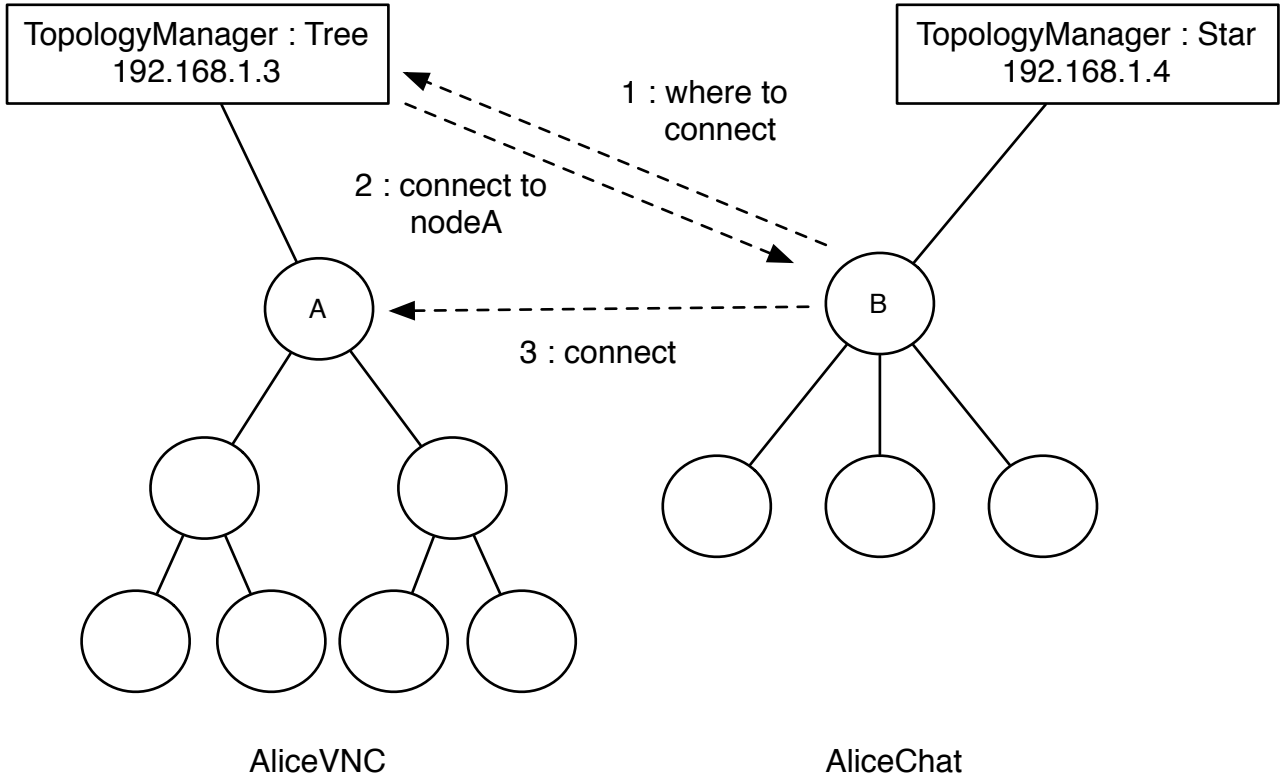 TopologyManager : Tree
192.168.1.3
TopologyManager : Star
192.168.1.4
1 : where to
connect
2 : connect to
nodeA
A
B
3 : connect
AliceVNC
AliceChat